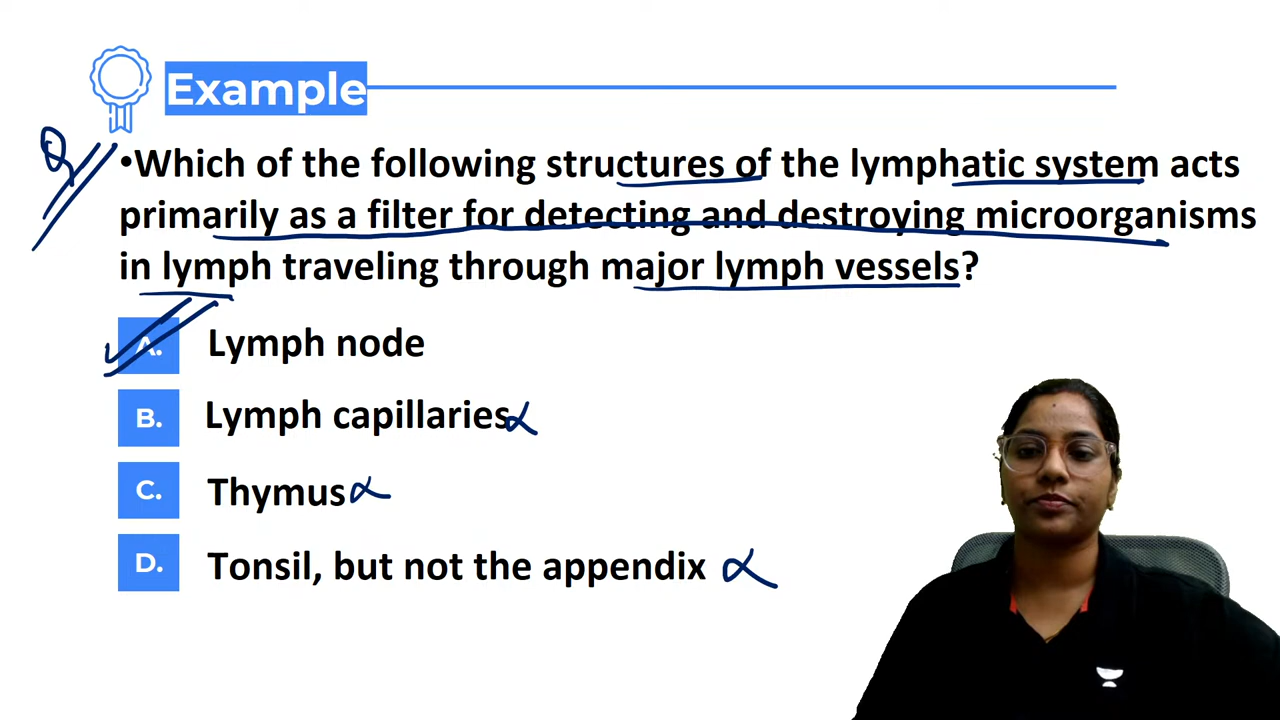 Example
Q
•Which of the following structures of the lymphatic system acts
primarily as a filter for detecting and destroying microorganisms
in lymph traveling through major lymph vessels?
A. Lymph node
B. Lymph capillaries
C. Thymus
D. Tonsil, but not the appendix